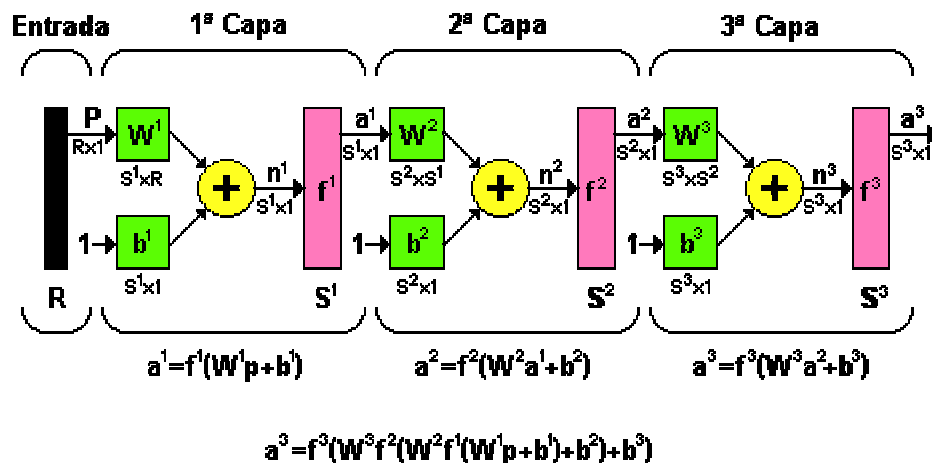 Entrada 1ª Capa 2ª Capa 3ª Capa
P a¹ a² a³
Rx1 W¹ S¹x1 W² S²x1 W³ S³x1
S¹xR n¹ S²xS¹ n² S³xS² n³
+ f¹ + f² + f³
S¹x1 S²x1 S³x1
1 b¹ 1 b² 1 b³
S¹x1 S²x1 S³x1
R S¹ S² S³
a¹=f¹(W¹p+b¹) a²=f²(W²a¹+b²) a³=f³(W³a²+b³)
a³=f³(W³f²(W²f¹(W¹p+b¹)+b²)+b³)